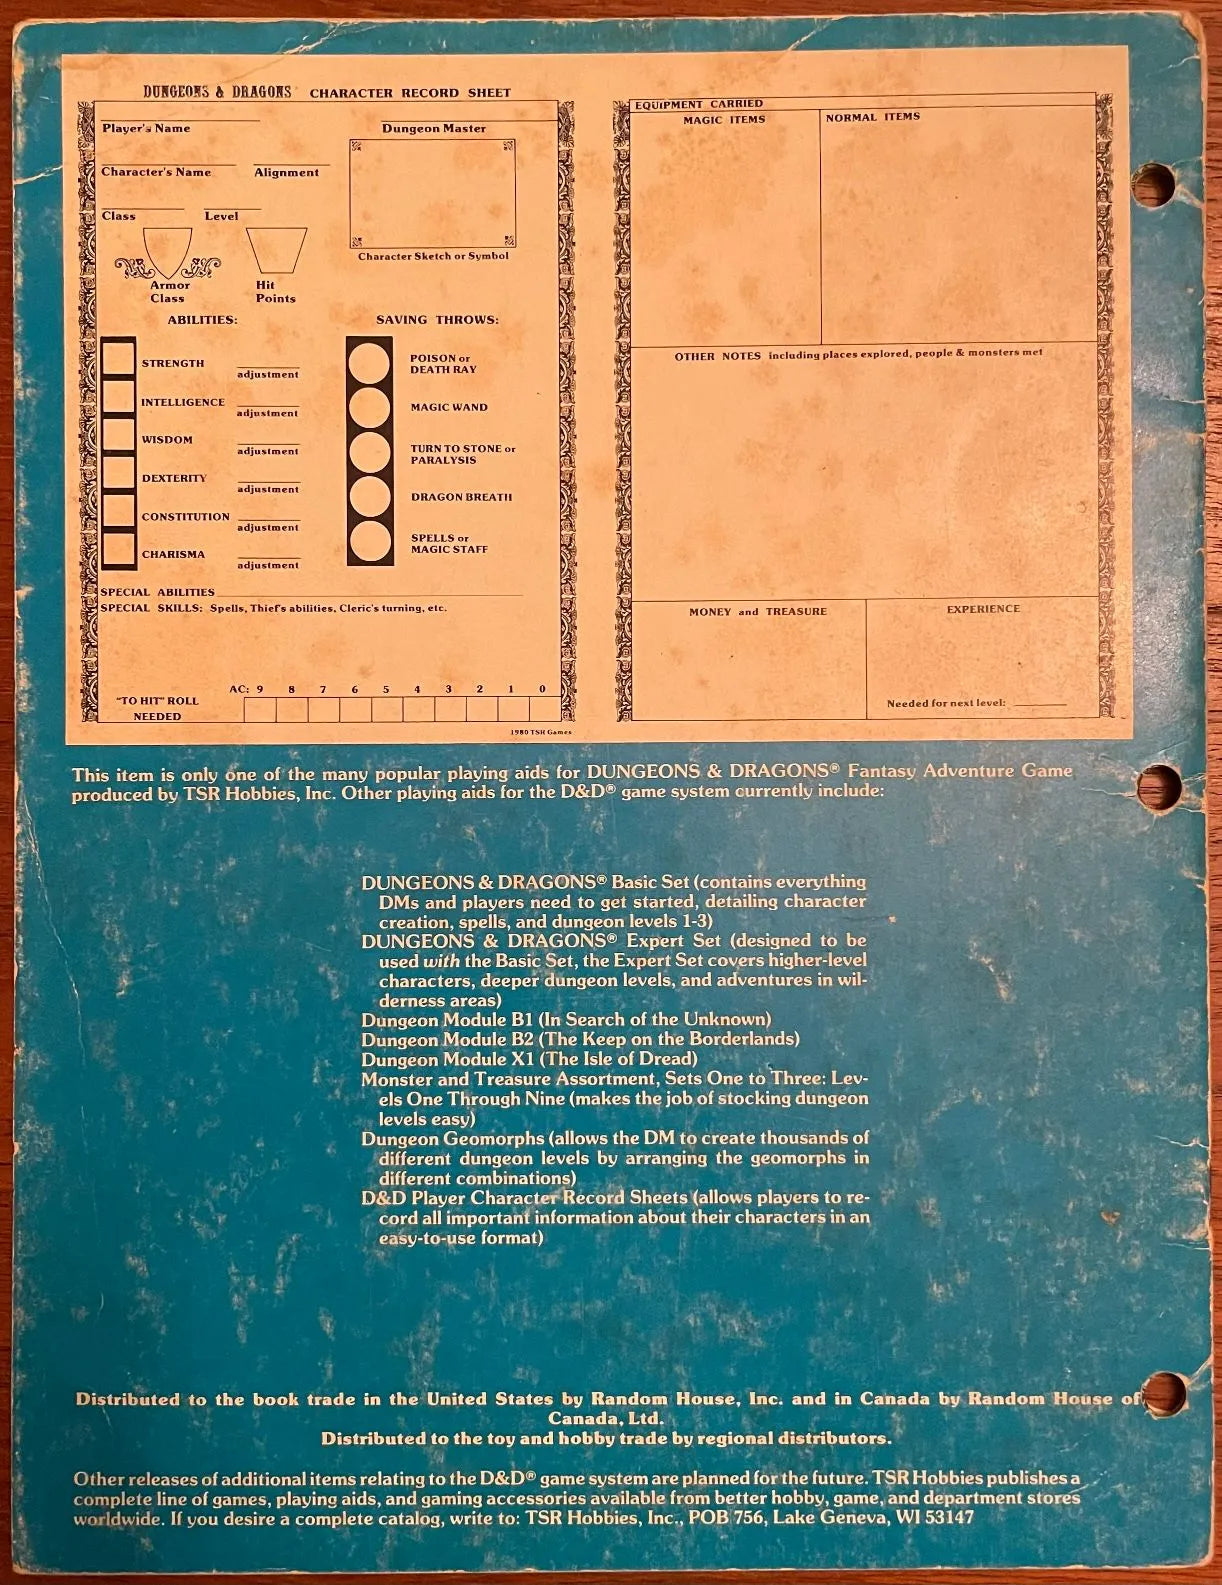 DUNGEONS & DRAGONS CHARACTER RECORD SHEET
Player's Name
Dungeon Master
Character's Name Alignment
Class Level
Character Sketch or Symbol
Armor
Class
Hit
Points
ABILITIES:
STRENGTH
adjustment
INTELLIGENCE
adjustment
WISDOM
adjustment
DEXTERITY
adjustment
CONSTITUTION
adjustment
CHARISMA
adjustment
SAVING THROWS:
POISON or
DEATH RAY
MAGIC WAND
TURN TO STONE or
PARALYSIS
DRAGON BREATH
SPELLS or
MAGIC STAFF
SPECIAL ABILITIES
SPECIAL SKILLS: Spells, Thief's abilities, Cleric's turning, etc.
AC: 9 8 7 6 5 4 3 2 1 0
"TO HIT" ROLL
NEEDED
1980 TSR Games
EQUIPMENT CARRIED
MAGIC ITEMS
NORMAL ITEMS
OTHER NOTES including places explored, people & monsters met
MONEY and TREASURE
EXPERIENCE
Needed for next level:
This item is only one of the many popular playing aids for DUNGEONS & DRAGONS® Fantasy Adventure Game
produced by TSR Hobbies, Inc. Other playing aids for the D&D® game system currently include:
DUNGEONS & DRAGONS® Basic Set (contains everything
DMs and players need to get started, detailing character
creation, spells, and dungeon levels 1-3)
DUNGEONS & DRAGONS® Expert Set (designed to be
used with the Basic Set, the Expert Set covers higher-level
characters, deeper dungeon levels, and adventures in wil-
derness areas)
Dungeon Module B1 (In Search of the Unknown)
Dungeon Module B2 (The Keep on the Borderlands)
Dungeon Module X1 (The Isle of Dread)
Monster and Treasure Assortment, Sets One to Three: Lev-
els One Through Nine (makes the job of stocking dungeon
levels easy)
Dungeon Geomorphs (allows the DM to create thousands of
different dungeon levels by arranging the geomorphs in
different combinations)
D&D Player Character Record Sheets (allows players to re-
cord all important information about their characters in an
easy-to-use format)
Distributed to the book trade in the United States by Random House, Inc. and in Canada by Random House of
Canada, Ltd.
Distributed to the toy and hobby trade by regional distributors.
Other releases of additional items relating to the D&D® game system are planned for the future. TSR Hobbies publishes a
complete line of games, playing aids, and gaming accessories available from better hobby, game, and department stores
worldwide. If you desire a complete catalog, write to: TSR Hobbies, Inc., POB 756, Lake Geneva, WI 53147